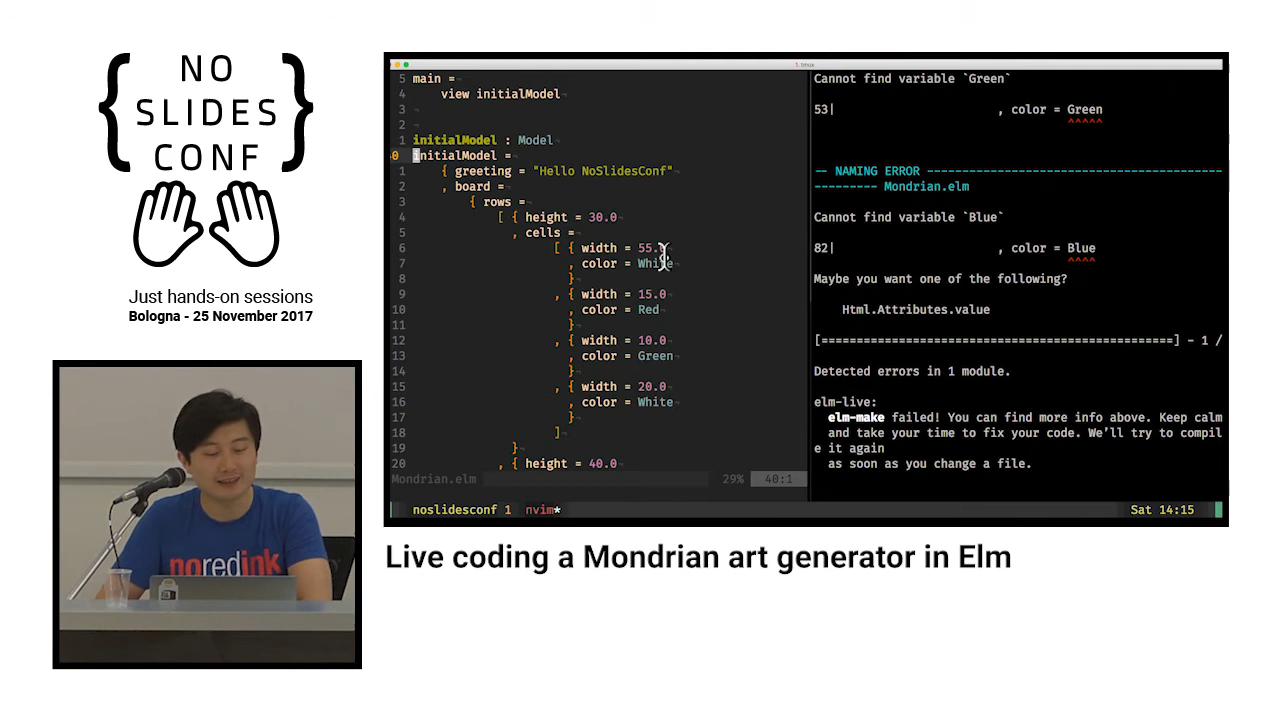 NO
SLIDES
CONF
Just hands-on sessions
Bologna - 25 November 2017
noredink
1. tmux
5 main =¬
4     view initialModel
3 ¬
2 ¬
1 initialModel : Model
0 initialModel =¬
1     { greeting = "Hello NoSlidesConf"¬
2     , board =¬
3         { rows =¬
4             [ { height = 30.0¬
5               , cells =¬
6                     [ { width = 55.0¬
7                       , color = White¬
8                       }¬
9                     , { width = 15.0¬
10                       , color = Red¬
11                       }¬
12                     , { width = 10.0¬
13                       , color = Green¬
14                       }¬
15                     , { width = 20.0¬
16                       , color = White¬
17                       }¬
18                     ]¬
19               }¬
20             , { height = 40.0¬
Mondrian.elm 29% 40:1
Cannot find variable `Green`
53|                       , color = Green
^^^^^
-- NAMING ERROR ------------------------------------------
--------- Mondrian.elm
Cannot find variable `Blue`
82|                       , color = Blue
^^^^
Maybe you want one of the following?
Html.Attributes.value
[==================================================] - 1 /
Detected errors in 1 module.
elm-live:
elm-make failed! You can find more info above. Keep calm
and take your time to fix your code. We'll try to compil
e it again
as soon as you change a file.
noslidesconf 1 nvim* Sat 14:15
Live coding a Mondrian art generator in Elm